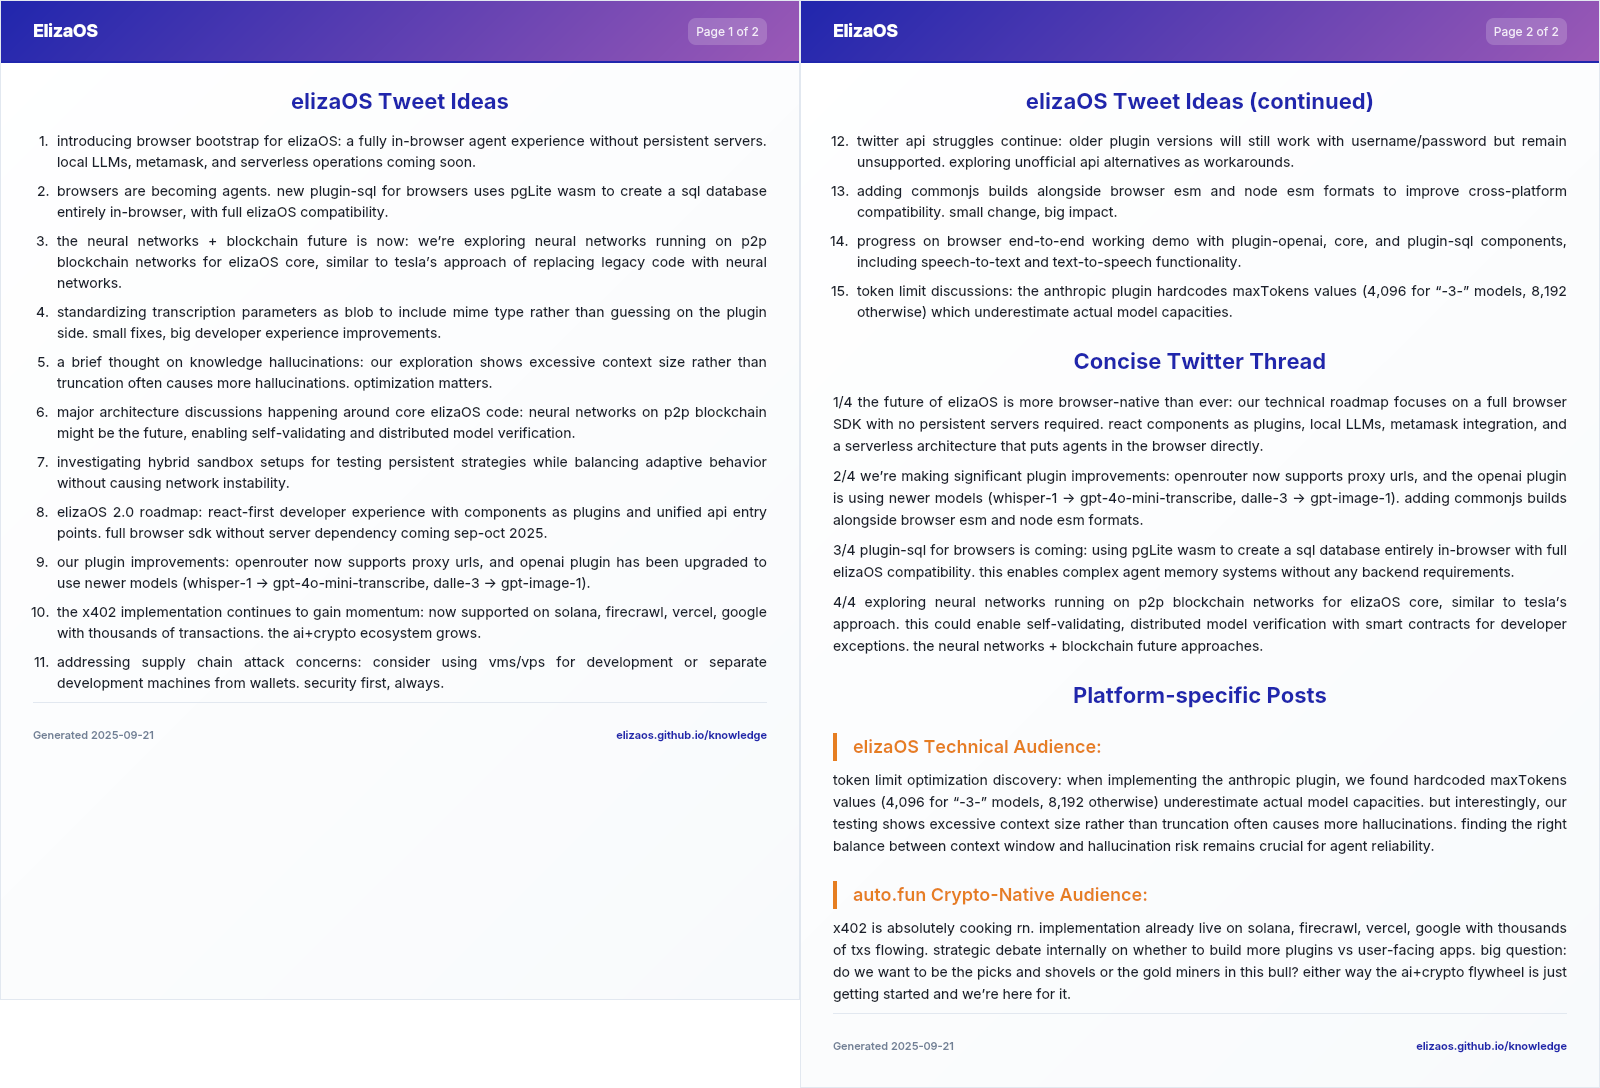 ElizaOS
Page 1 of 2
elizaOS Tweet Ideas
1. introducing browser bootstrap for elizaOS: a fully in-browser agent experience without persistent servers.
local LLMs, metamask, and serverless operations coming soon.
2. browsers are becoming agents. new plugin-sql for browsers uses pgLite wasm to create a sql database
entirely in-browser, with full elizaOS compatibility.
3. the neural networks + blockchain future is now: we’re exploring neural networks running on p2p
blockchain networks for elizaOS core, similar to tesla’s approach of replacing legacy code with neural
networks.
4. standardizing transcription parameters as blob to include mime type rather than guessing on the plugin
side. small fixes, big developer experience improvements.
5. a brief thought on knowledge hallucinations: our exploration shows excessive context size rather than
truncation often causes more hallucinations. optimization matters.
6. major architecture discussions happening around core elizaOS code: neural networks on p2p blockchain
might be the future, enabling self-validating and distributed model verification.
7. investigating hybrid sandbox setups for testing persistent strategies while balancing adaptive behavior
without causing network instability.
8. elizaOS 2.0 roadmap: react-first developer experience with components as plugins and unified api entry
points. full browser sdk without server dependency coming sep-oct 2025.
9. our plugin improvements: openrouter now supports proxy urls, and openai plugin has been upgraded to
use newer models (whisper-1 → gpt-4o-mini-transcribe, dalle-3 → gpt-image-1).
10. the x402 implementation continues to gain momentum: now supported on solana, firecrawl, vercel, google
with thousands of transactions. the ai+crypto ecosystem grows.
11. addressing supply chain attack concerns: consider using vms/vps for development or separate
development machines from wallets. security first, always.
Generated 2025-09-21
elizaos.github.io/knowledge
ElizaOS
Page 2 of 2
elizaOS Tweet Ideas (continued)
12. twitter api struggles continue: older plugin versions will still work with username/password but remain
unsupported. exploring unofficial api alternatives as workarounds.
13. adding commonjs builds alongside browser esm and node esm formats to improve cross-platform
compatibility. small change, big impact.
14. progress on browser end-to-end working demo with plugin-openai, core, and plugin-sql components,
including speech-to-text and text-to-speech functionality.
15. token limit discussions: the anthropic plugin hardcodes maxTokens values (4,096 for “-3-” models, 8,192
otherwise) which underestimate actual model capacities.
Concise Twitter Thread
1/4 the future of elizaOS is more browser-native than ever: our technical roadmap focuses on a full browser
SDK with no persistent servers required. react components as plugins, local LLMs, metamask integration, and
a serverless architecture that puts agents in the browser directly.
2/4 we’re making significant plugin improvements: openrouter now supports proxy urls, and the openai plugin
is using newer models (whisper-1 → gpt-4o-mini-transcribe, dalle-3 → gpt-image-1). adding commonjs builds
alongside browser esm and node esm formats.
3/4 plugin-sql for browsers is coming: using pgLite wasm to create a sql database entirely in-browser with full
elizaOS compatibility. this enables complex agent memory systems without any backend requirements.
4/4 exploring neural networks running on p2p blockchain networks for elizaOS core, similar to tesla’s
approach. this could enable self-validating, distributed model verification with smart contracts for developer
exceptions. the neural networks + blockchain future approaches.
Platform-specific Posts
elizaOS Technical Audience:
token limit optimization discovery: when implementing the anthropic plugin, we found hardcoded maxTokens
values (4,096 for “-3-” models, 8,192 otherwise) underestimate actual model capacities. but interestingly, our
testing shows excessive context size rather than truncation often causes more hallucinations. finding the right
balance between context window and hallucination risk remains crucial for agent reliability.
auto.fun Crypto-Native Audience:
x402 is absolutely cooking rn. implementation already live on solana, firecrawl, vercel, google with thousands
of txs flowing. strategic debate internally on whether to build more plugins vs user-facing apps. big question:
do we want to be the picks and shovels or the gold miners in this bull? either way the ai+crypto flywheel is just
getting started and we’re here for it.
Generated 2025-09-21
elizaos.github.io/knowledge